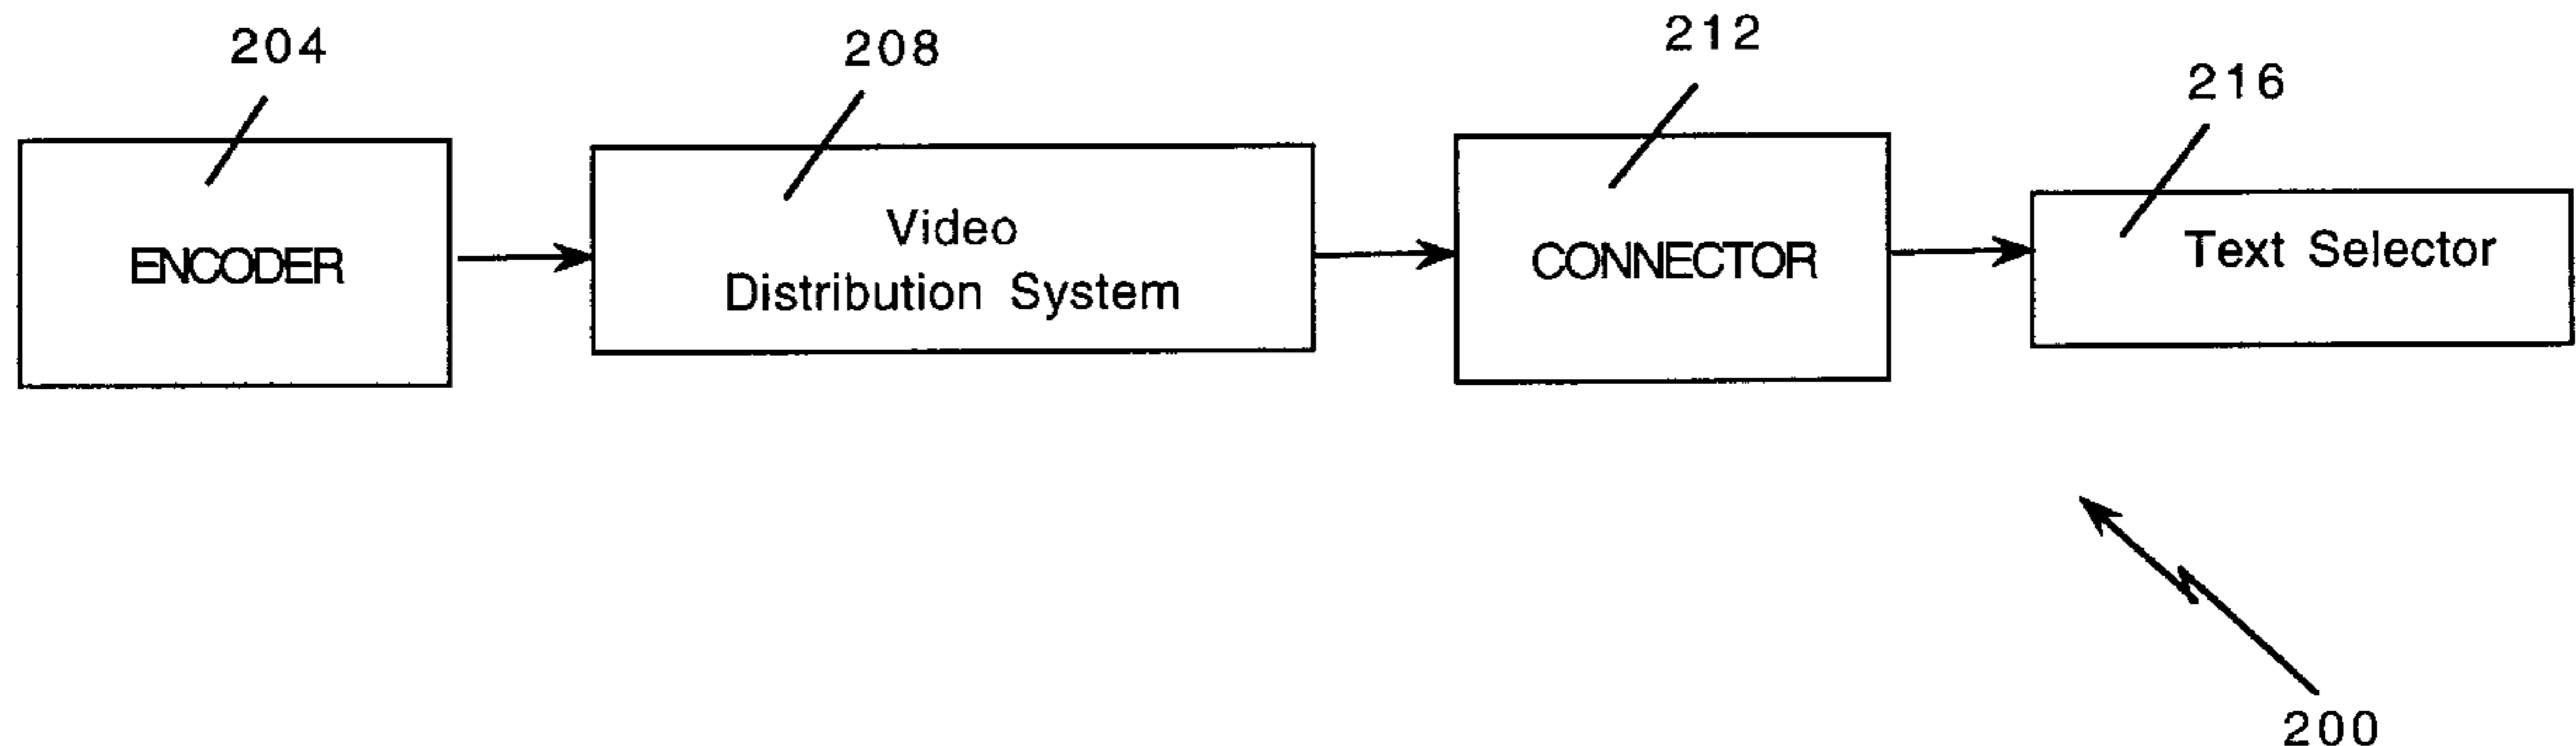 204
208
212
216
ENCODER
Video
Distribution System
CONNECTOR
Text Selector
200